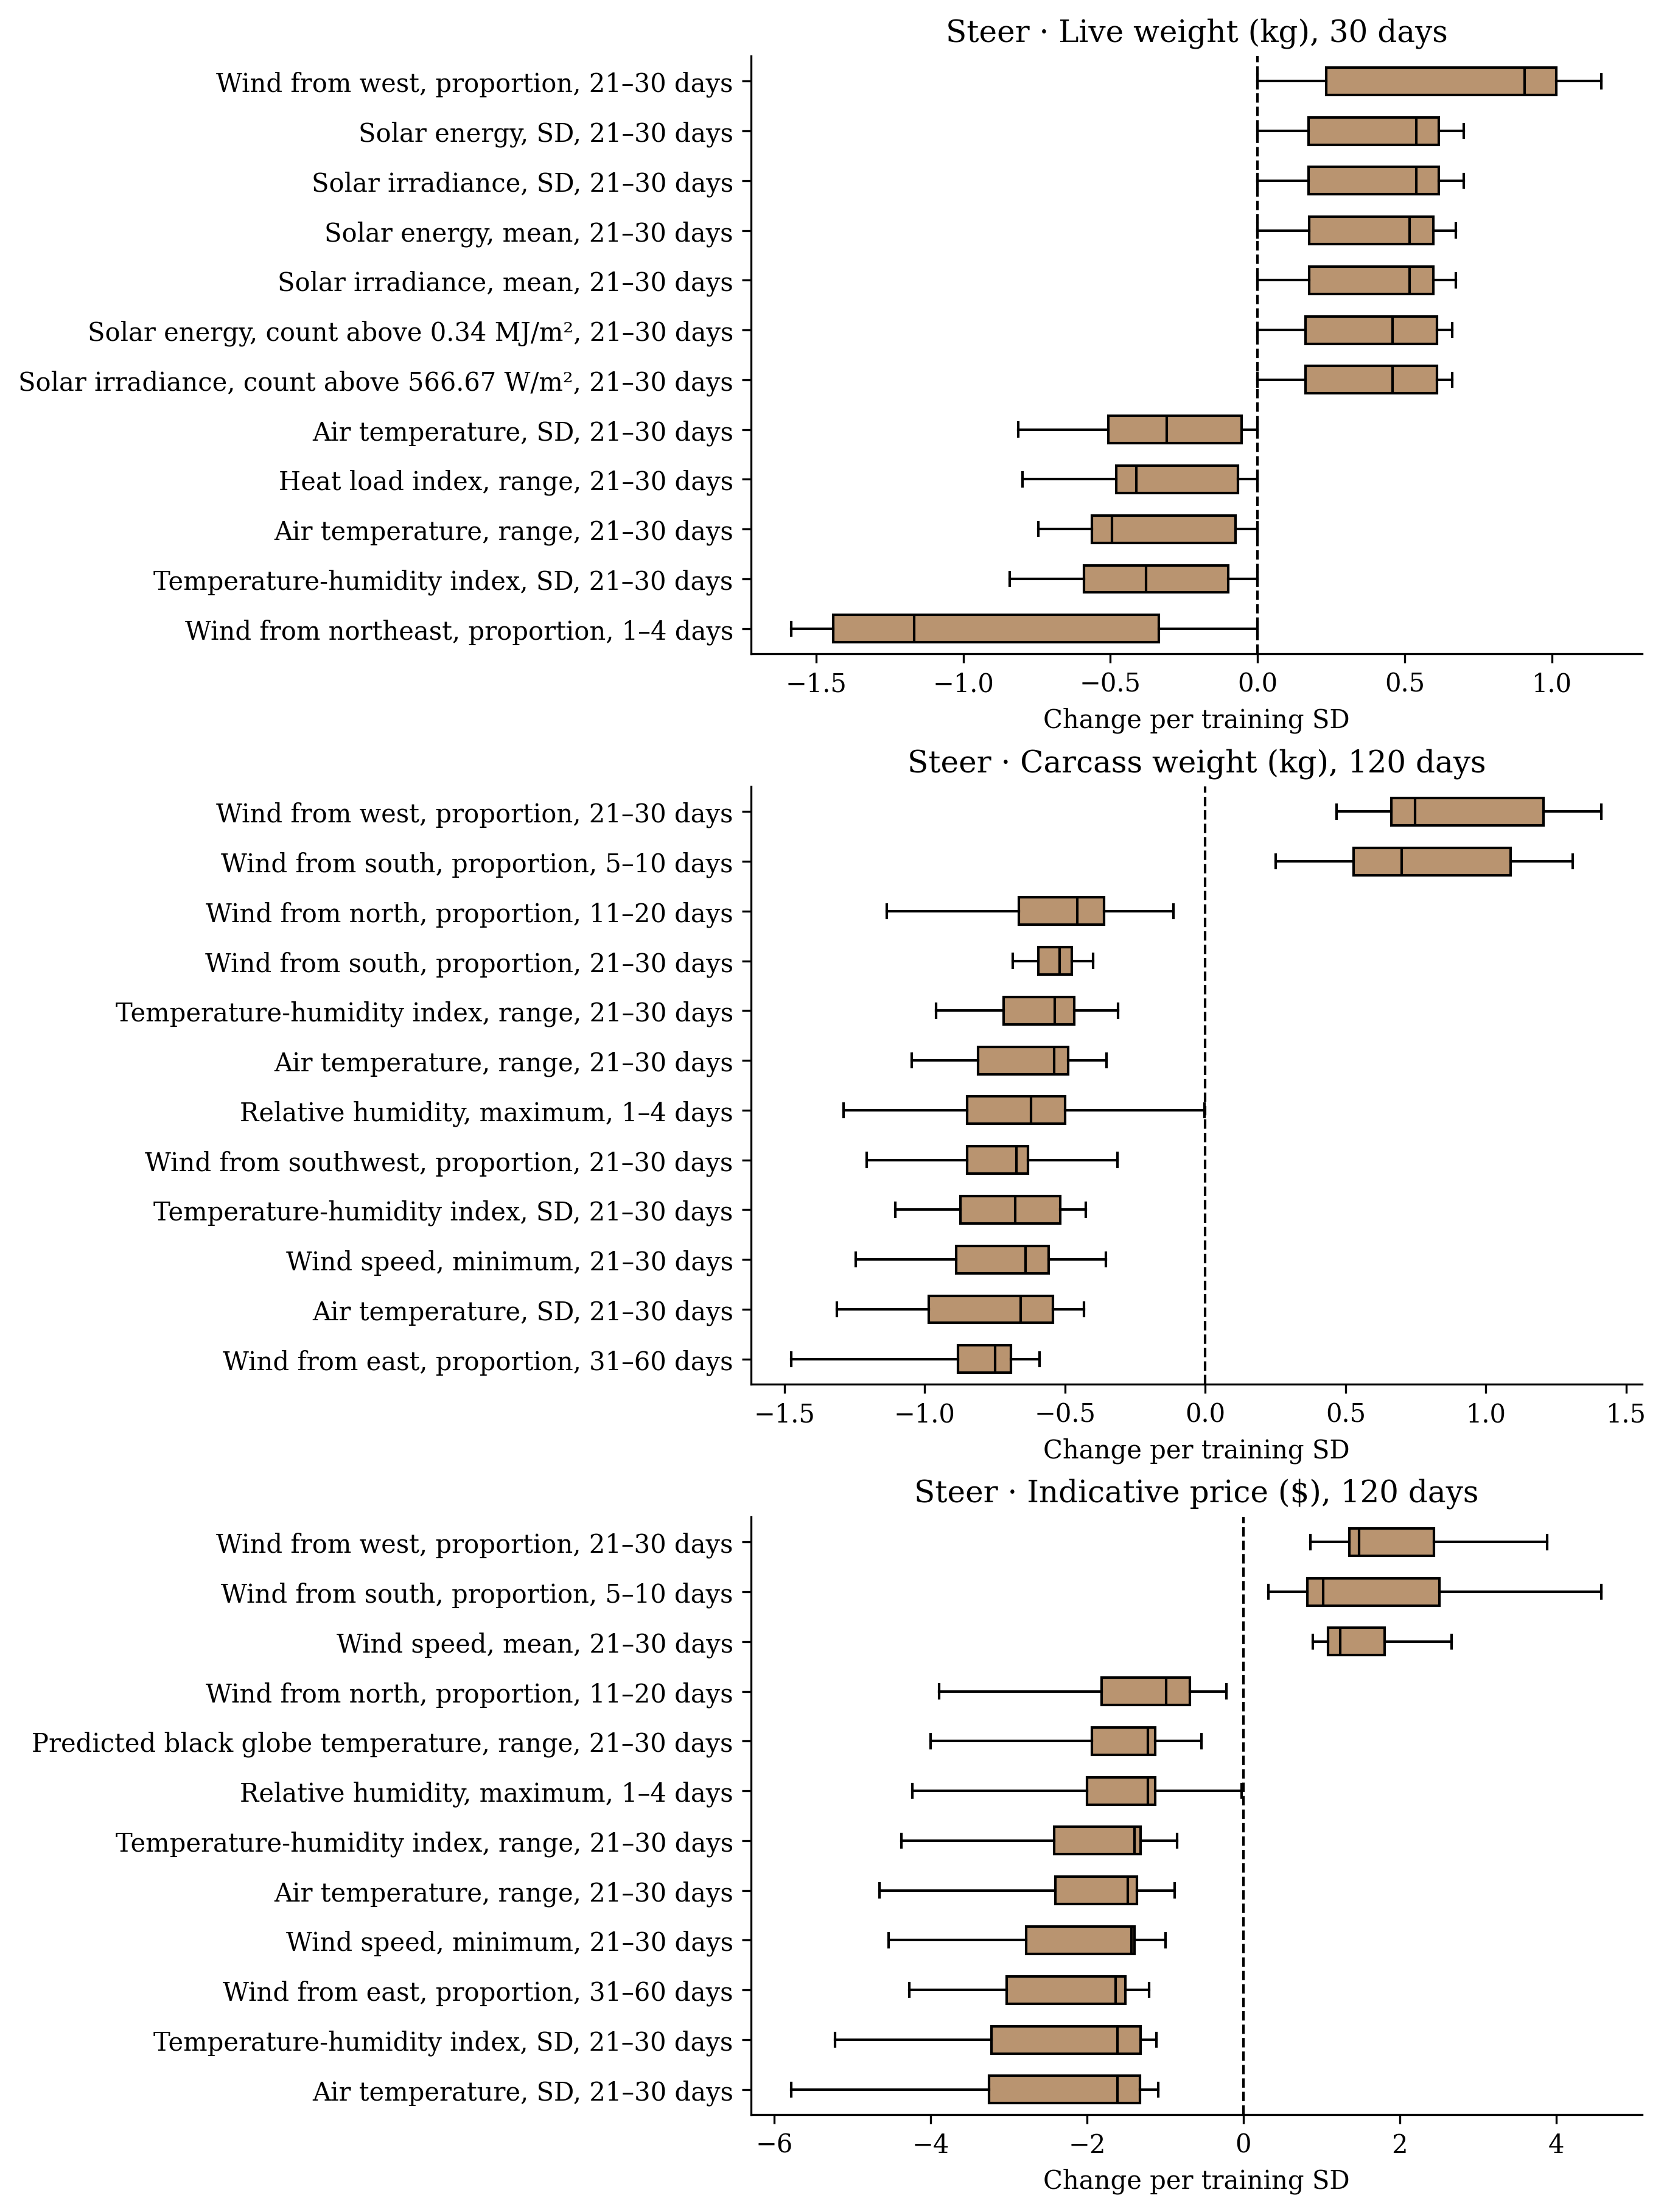 Steer · Live weight (kg), 30 days
Wind from west, proportion, 21–30 days
Solar energy, SD, 21–30 days
Solar irradiance, SD, 21–30 days
Solar energy, mean, 21–30 days
Solar irradiance, mean, 21–30 days
Solar energy, count above 0.34 MJ/m², 21–30 days
Solar irradiance, count above 566.67 W/m², 21–30 days
Air temperature, SD, 21–30 days
Heat load index, range, 21–30 days
Air temperature, range, 21–30 days
Temperature-humidity index, SD, 21–30 days
Wind from northeast, proportion, 1–4 days
−1.5 −1.0 −0.5 0.0 0.5 1.0
Change per training SD
Steer · Carcass weight (kg), 120 days
Wind from west, proportion, 21–30 days
Wind from south, proportion, 5–10 days
Wind from north, proportion, 11–20 days
Wind from south, proportion, 21–30 days
Temperature-humidity index, range, 21–30 days
Air temperature, range, 21–30 days
Relative humidity, maximum, 1–4 days
Wind from southwest, proportion, 21–30 days
Temperature-humidity index, SD, 21–30 days
Wind speed, minimum, 21–30 days
Air temperature, SD, 21–30 days
Wind from east, proportion, 31–60 days
−1.5 −1.0 −0.5 0.0 0.5 1.0 1.5
Change per training SD
Steer · Indicative price ($), 120 days
Wind from west, proportion, 21–30 days
Wind from south, proportion, 5–10 days
Wind speed, mean, 21–30 days
Wind from north, proportion, 11–20 days
Predicted black globe temperature, range, 21–30 days
Relative humidity, maximum, 1–4 days
Temperature-humidity index, range, 21–30 days
Air temperature, range, 21–30 days
Wind speed, minimum, 21–30 days
Wind from east, proportion, 31–60 days
Temperature-humidity index, SD, 21–30 days
Air temperature, SD, 21–30 days
−6 −4 −2 0 2 4
Change per training SD